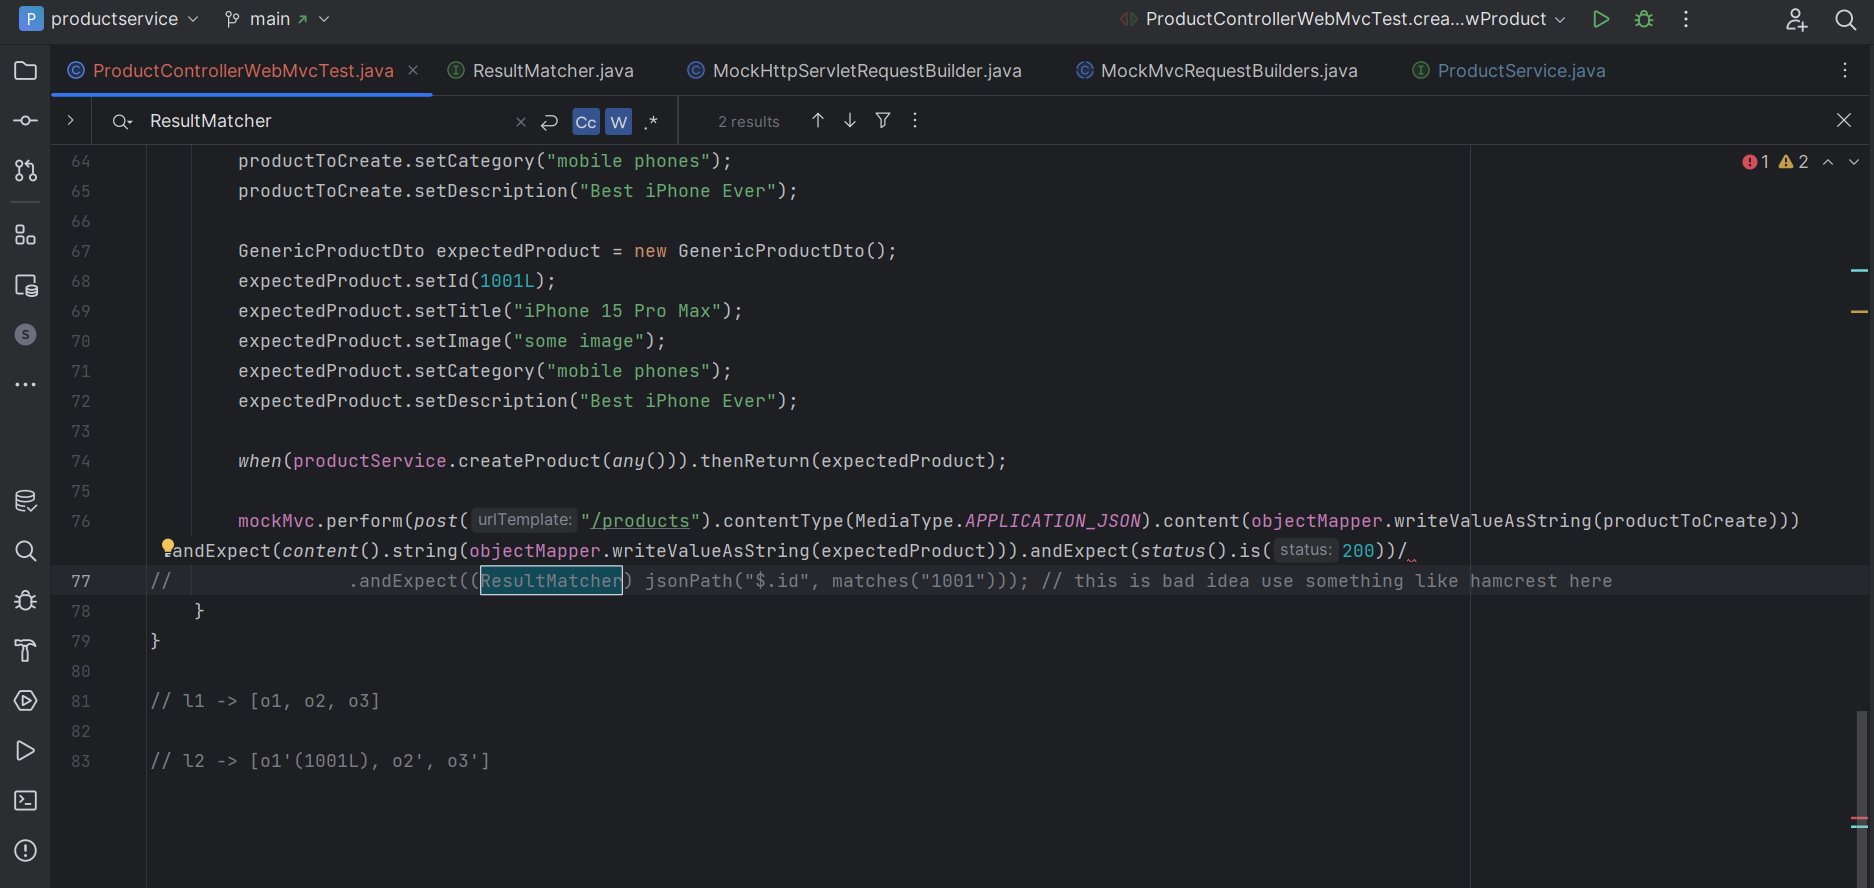 P productservice main ProductControllerWebMvcTest.crea...wProduct
ProductControllerWebMvcTest.java ResultMatcher.java MockHttpServletRequestBuilder.java MockMvcRequestBuilders.java ProductService.java
ResultMatcher Cc W .* 2 results
64 productToCreate.setCategory("mobile phones"); 1 2
65 productToCreate.setDescription("Best iPhone Ever");
66
67 GenericProductDto expectedProduct = new GenericProductDto();
68 expectedProduct.setId(1001L);
69 expectedProduct.setTitle("iPhone 15 Pro Max");
70 expectedProduct.setImage("some image");
71 expectedProduct.setCategory("mobile phones");
72 expectedProduct.setDescription("Best iPhone Ever");
73
74 when(productService.createProduct(any())).thenReturn(expectedProduct);
75
76 mockMvc.perform(post( urlTemplate: "/products").contentType(MediaType.APPLICATION_JSON).content(objectMapper.writeValueAsString(productToCreate)))
andExpect(content().string(objectMapper.writeValueAsString(expectedProduct))).andExpect(status().is( status: 200))/
77 // .andExpect((ResultMatcher) jsonPath("$.id", matches("1001"))); // this is bad idea use something like hamcrest here
78 }
79 }
80
81 // l1 -> [o1, o2, o3]
82
83 // l2 -> [o1'(1001L), o2', o3']